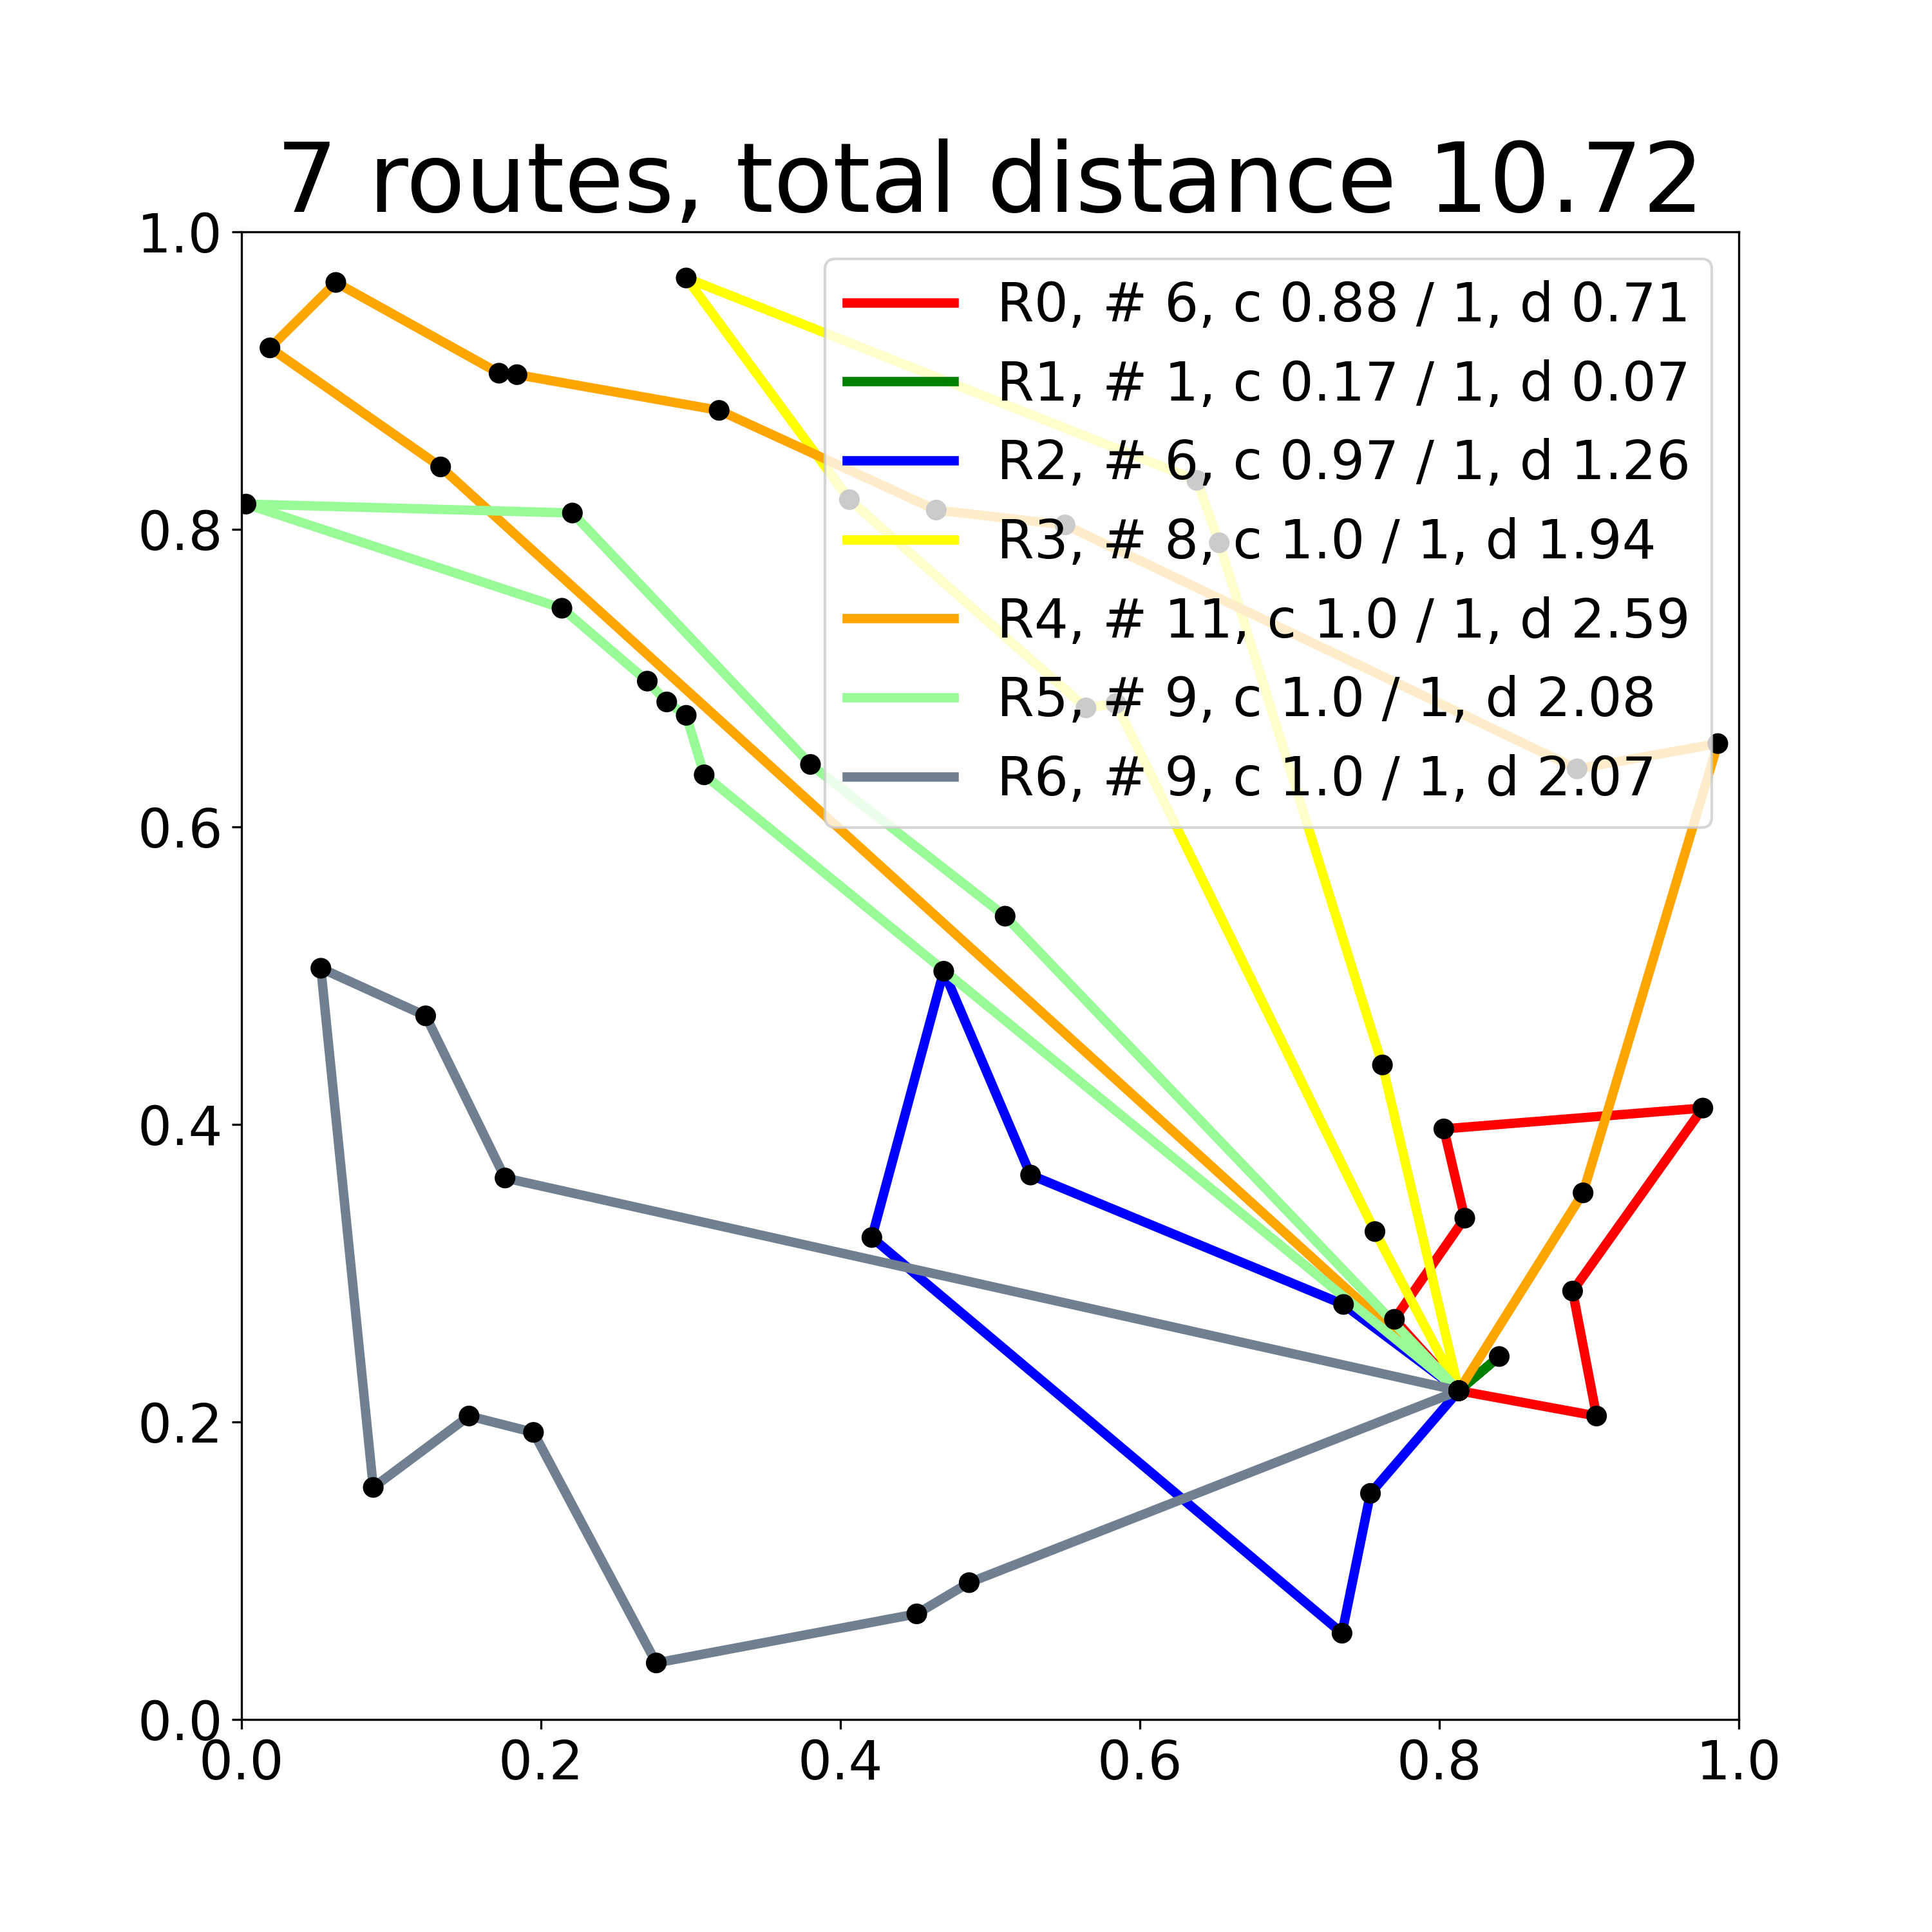 7 routes, total distance 10.72
1.0
0.8
0.6
0.4
0.2
0.0
R0, # 6, c 0.88 / 1, d 0.71
R1, # 1, c 0.17 / 1, d 0.07
R2, # 6, c 0.97 / 1, d 1.26
R3, # 8, c 1.0 / 1, d 1.94
R4, # 11, c 1.0 / 1, d 2.59
R5, # 9, c 1.0 / 1, d 2.08
R6, # 9, c 1.0 / 1, d 2.07
0.0 0.2 0.4 0.6 0.8 1.0